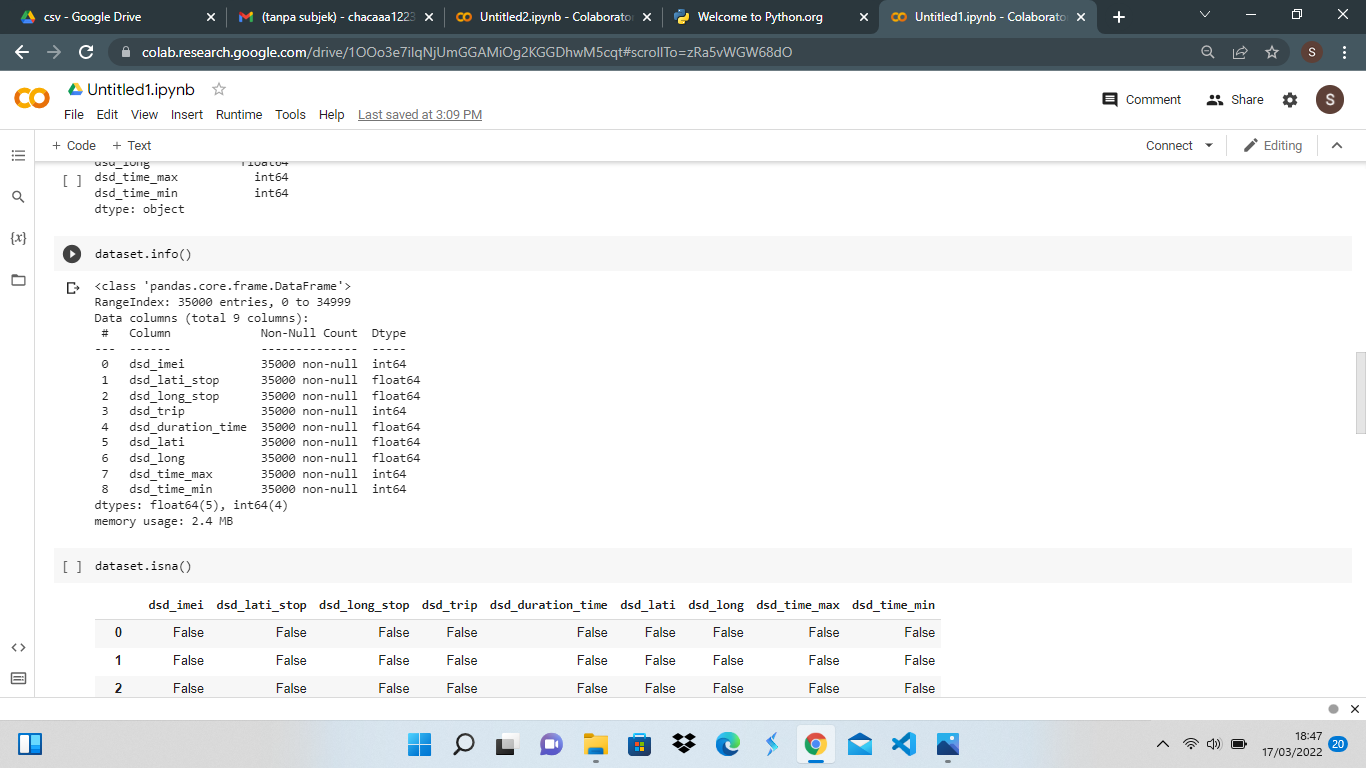 csv - Google Drive
(tanpa subjek) - chacaaa1223
Untitled2.ipynb - Colaborato
Welcome to Python.org
Untitled1.ipynb - Colaborato
colab.research.google.com/drive/1OOo3e7ilqNjUmGGAMiOg2KGGDhwM5cqt#scrollTo=zRa5vWGW68dO
S
Untitled1.ipynb
File Edit View Insert Runtime Tools Help Last saved at 3:09 PM
Comment Share S
+ Code + Text
Connect Editing
dsd_long float64
[ ] dsd_time_max int64
dsd_time_min int64
dtype: object
{x}
dataset.info()
<class 'pandas.core.frame.DataFrame'>
RangeIndex: 35000 entries, 0 to 34999
Data columns (total 9 columns):
# Column Non-Null Count Dtype
--- ------ -------------- -----
0 dsd_imei 35000 non-null int64
1 dsd_lati_stop 35000 non-null float64
2 dsd_long_stop 35000 non-null float64
3 dsd_trip 35000 non-null int64
4 dsd_duration_time 35000 non-null float64
5 dsd_lati 35000 non-null float64
6 dsd_long 35000 non-null float64
7 dsd_time_max 35000 non-null int64
8 dsd_time_min 35000 non-null int64
dtypes: float64(5), int64(4)
memory usage: 2.4 MB
[ ] dataset.isna()
dsd_imei dsd_lati_stop dsd_long_stop dsd_trip dsd_duration_time dsd_lati dsd_long dsd_time_max dsd_time_min
0 False False False False False False False False False
1 False False False False False False False False False
2 False False False False False False False False False
18:47
17/03/2022
20